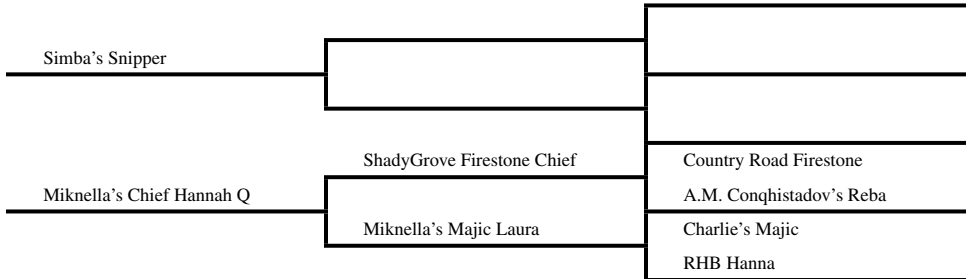 Simba's Snipper
ShadyGrove Firestone Chief
Country Road Firestone
Miknella's Chief Hannah Q
A.M. Conqhistadov's Reba
Miknella's Majic Laura
Charlie's Majic
RHB Hanna